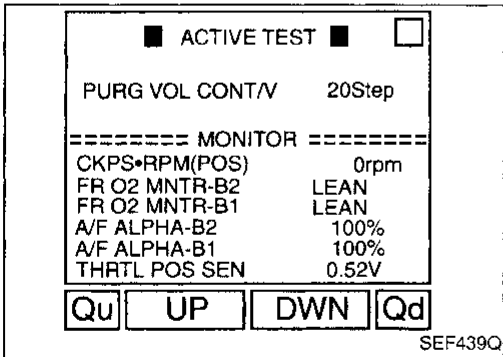 ■ ACTIVE TEST ■
PURG VOL CONT/V 20Step
======== MONITOR ========
CKPS•RPM(POS) 0rpm
FR O2 MNTR-B2 LEAN
FR O2 MNTR-B1 LEAN
A/F ALPHA-B2 100%
A/F ALPHA-B1 100%
THRTL POS SEN 0.52V
Qu UP DWN Qd
SEF439Q